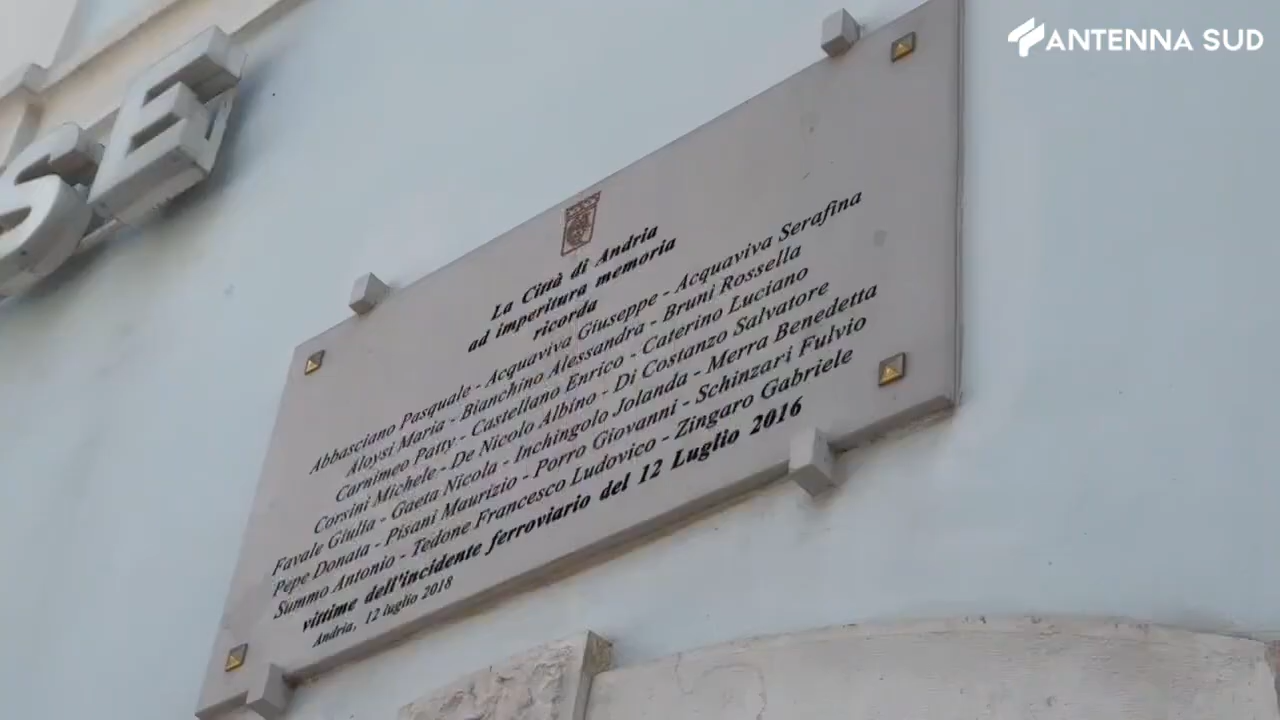 ANTENNA SUD
SE
La Città di Andria
ad imperitura memoria
ricorda
Abbasciano Pasquale - Acquaviva Giuseppe - Acquaviva Serafina
Aloysi Maria - Bianchino Alessandra - Bruni Rossella
Carnimeo Patty - Castellano Enrico - Caterino Luciano
Corsini Michele - De Nicolo Albino - Di Costanzo Salvatore
Favale Giulia - Gaeta Nicola - Inchingolo Jolanda - Merra Benedetta
Pepe Donata - Pisani Maurizio - Porro Giovanni - Schinzari Fulvio
Summo Antonio - Tedone Francesco Ludovico - Zingaro Gabriele
vittime dell'incidente ferroviario del 12 Luglio 2016
Andria, 12 luglio 2018